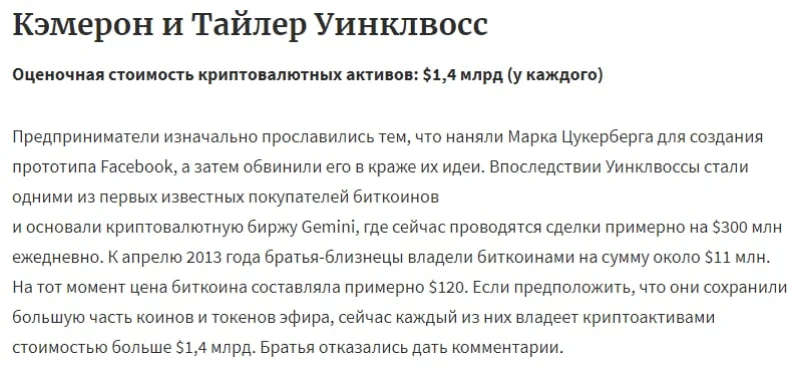 Кэмерон и Тайлер Уинклвосс
Оценочная стоимость криптовалютных активов: $1,4 млрд (у каждого)
Предприниматели изначально прославились тем, что наняли Марка Цукерберга для создания
прототипа Facebook, а затем обвинили его в краже их идеи. Впоследствии Уинклвоссы стали
одними из первых известных покупателей биткоинов
и основали криптовалютную биржу Gemini, где сейчас проводятся сделки примерно на $300 млн
ежедневно. К апрелю 2013 года братья-близнецы владели биткоинами на сумму около $11 млн.
На тот момент цена биткоина составляла примерно $120. Если предположить, что они сохранили
большую часть коинов и токенов эфира, сейчас каждый из них владеет криптоактивами
стоимостью больше $1,4 млрд. Братья отказались дать комментарии.